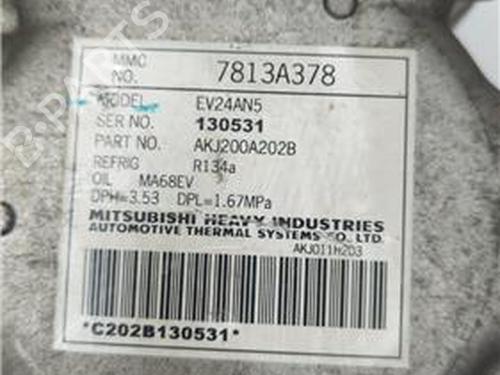 MMC
NO. 7813A378
MODEL EV24AN5
SER NO. 130531
PART NO. AKJ200A202B
REFRIG R134a
OIL MA68EV
DPH=3.53 DPL=1.67MPa
MITSUBISHI HEAVY INDUSTRIES
AUTOMOTIVE THERMAL SYSTEMS CO., LTD.
AKJ011H203
*C202B130531*
B-PARTS